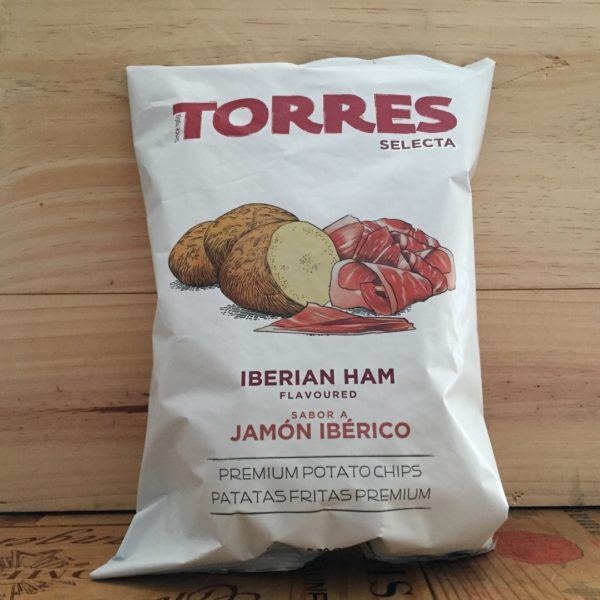 TORRES
SELECTA
IBERIAN HAM
FLAVOURED
SABOR A
JAMÓN IBÉRICO
PREMIUM POTATO CHIPS
PATATAS FRITAS PREMIUM